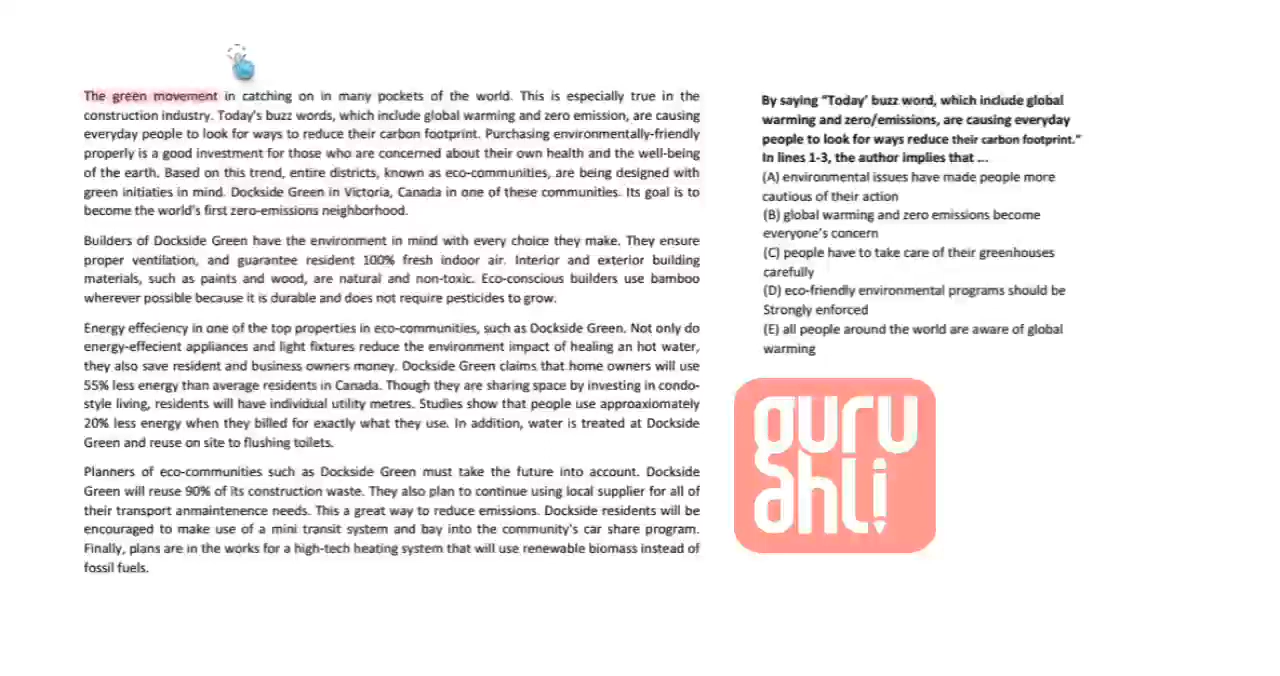 The green movement in catching on in many pockets of the world. This is especially true in the
construction industry. Today's buzz words, which include global warming and zero emission, are causing
everyday people to look for ways to reduce their carbon footprint. Purchasing environmentally-friendly
properly is a good investment for those who are concerned about their own health and the well-being
of the earth. Based on this trend, entire districts, known as eco-communities, are being designed with
green initiaties in mind. Dockside Green in Victoria, Canada in one of these communities. Its goal is to
become the world's first zero-emissions neighborhood.
Builders of Dockside Green have the environment in mind with every choice they make. They ensure
proper ventilation, and guarantee resident 100% fresh indoor air. Interior and exterior building
materials, such as paints and wood, are natural and non-toxic. Eco-conscious builders use bamboo
wherever possible because it is durable and does not require pesticides to grow.
Energy effeciency in one of the top properties in eco-communities, such as Dockside Green. Not only do
energy-effecient appliances and light fixtures reduce the environment impact of healing an hot water,
they also save resident and business owners money. Dockside Green claims that home owners will use
55% less energy than average residents in Canada. Though they are sharing space by investing in condo-
style living, residents will have individual utility metres. Studies show that people use approaxiomately
20% less energy when they billed for exactly what they use. In addition, water is treated at Dockside
Green and reuse on site to flushing toilets.
Planners of eco-communities such as Dockside Green must take the future into account. Dockside
Green will reuse 90% of its construction waste. They also plan to continue using local supplier for all of
their transport anmaintenence needs. This a great way to reduce emissions. Dockside residents will be
encouraged to make use of a mini transit system and bay into the community's car share program.
Finally, plans are in the works for a high-tech heating system that will use renewable biomass instead of
fossil fuels.
By saying "Today' buzz word, which include global
warming and zero/emissions, are causing everyday
people to look for ways reduce their carbon footprint."
In lines 1-3, the author implies that ...
(A) environmental issues have made people more
cautious of their action
(B) global warming and zero emissions become
everyone's concern
(C) people have to take care of their greenhouses
carefully
(D) eco-friendly environmental programs should be
Strongly enforced
(E) all people around the world are aware of global
warming
guru
ahli